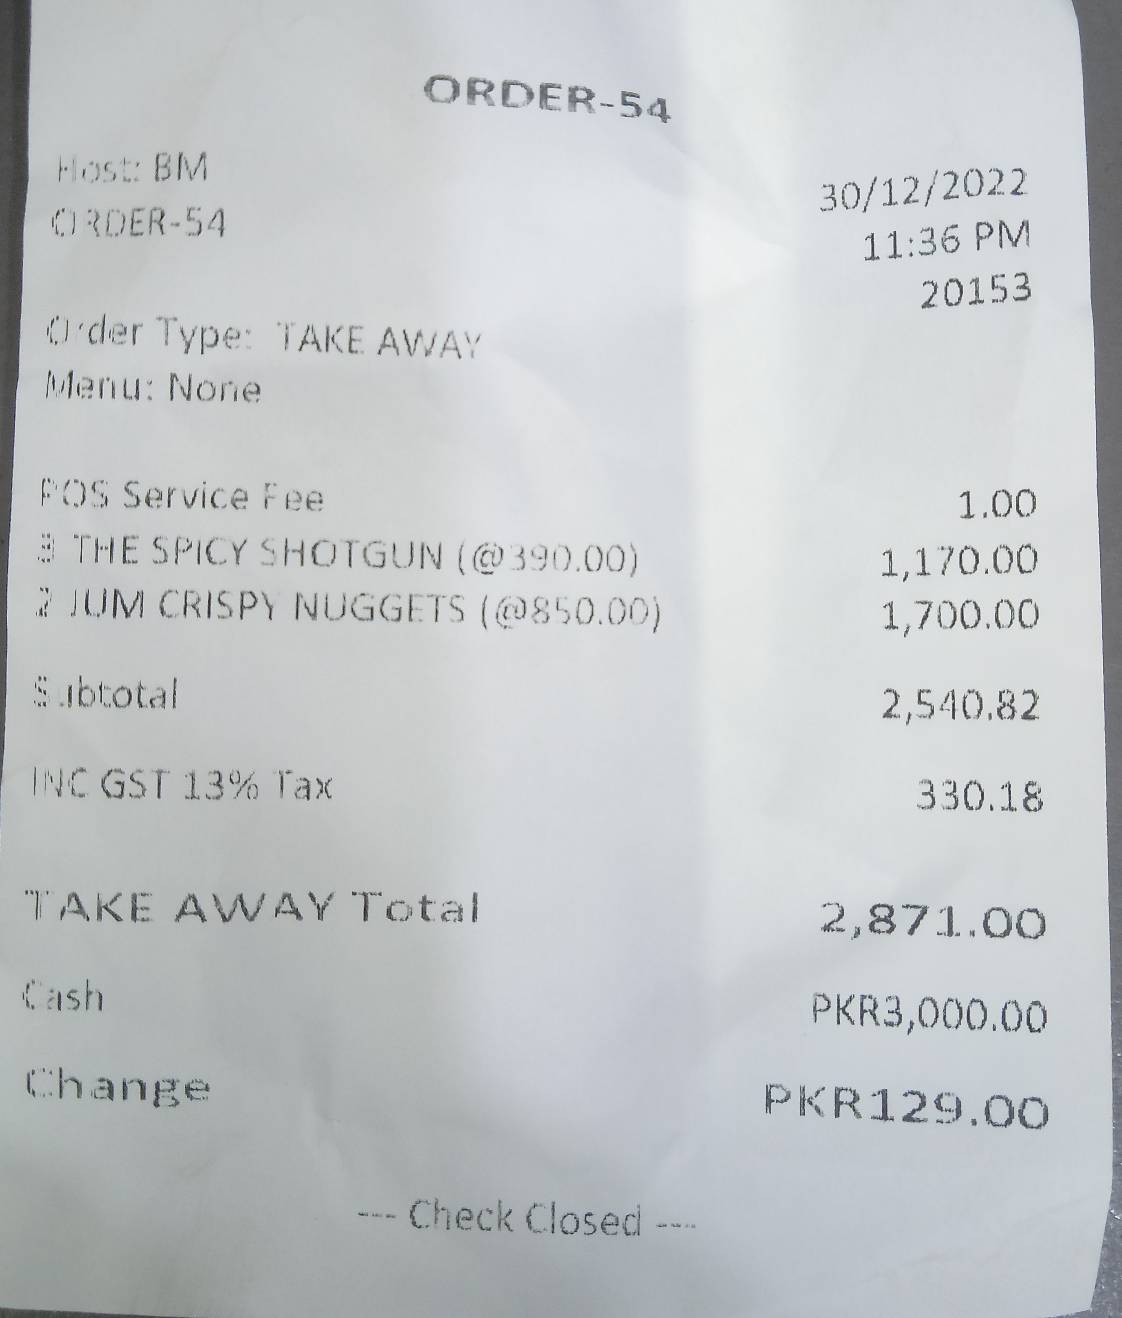 ORDER-54
Host: BM
ORDER-54
30/12/2022
11:36 PM
20153
Order Type: TAKE AWAY
Menu: None
POS Service Fee 1.00
3 THE SPICY SHOTGUN (@390.00) 1,170.00
2 JUM CRISPY NUGGETS (@850.00) 1,700.00
Subtotal 2,540.82
INC GST 13% Tax 330.18
TAKE AWAY Total 2,871.00
Cash PKR3,000.00
Change PKR129.00
--- Check Closed ---